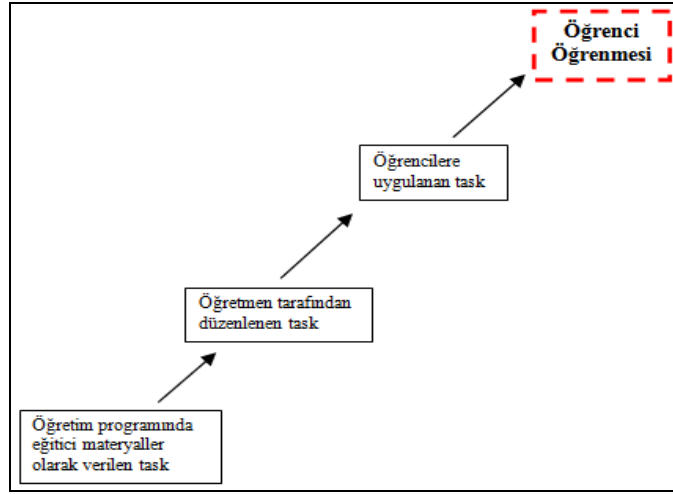 Öğrenci
Öğrenmesi
Öğrencilere
uygulanan task
Öğretmen tarafından
düzenlenen task
Öğretim programında
eğitici materyaller
olarak verilen task